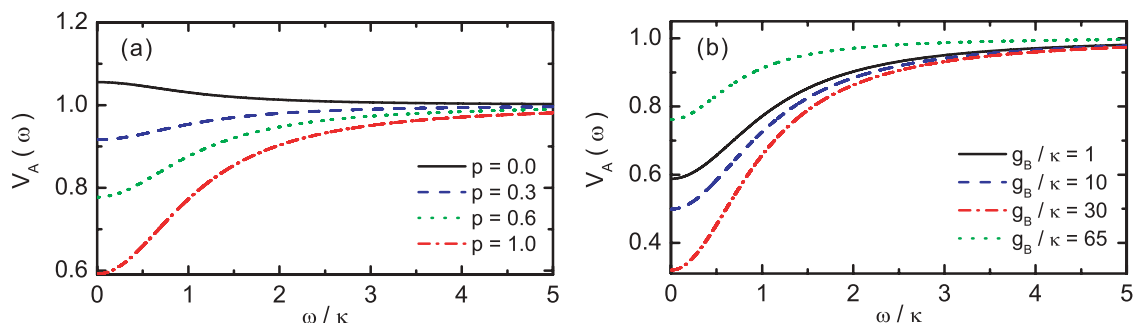 (a)
1.2
1.0
0.8
0.6
V_A ( ω )
p = 0.0
p = 0.3
p = 0.6
p = 1.0
0 1 2 3 4 5
ω / κ
(b)
1.0
0.8
0.6
0.4
V_A ( ω )
g_B / κ = 1
g_B / κ = 10
g_B / κ = 30
g_B / κ = 65
0 1 2 3 4 5
ω / κ